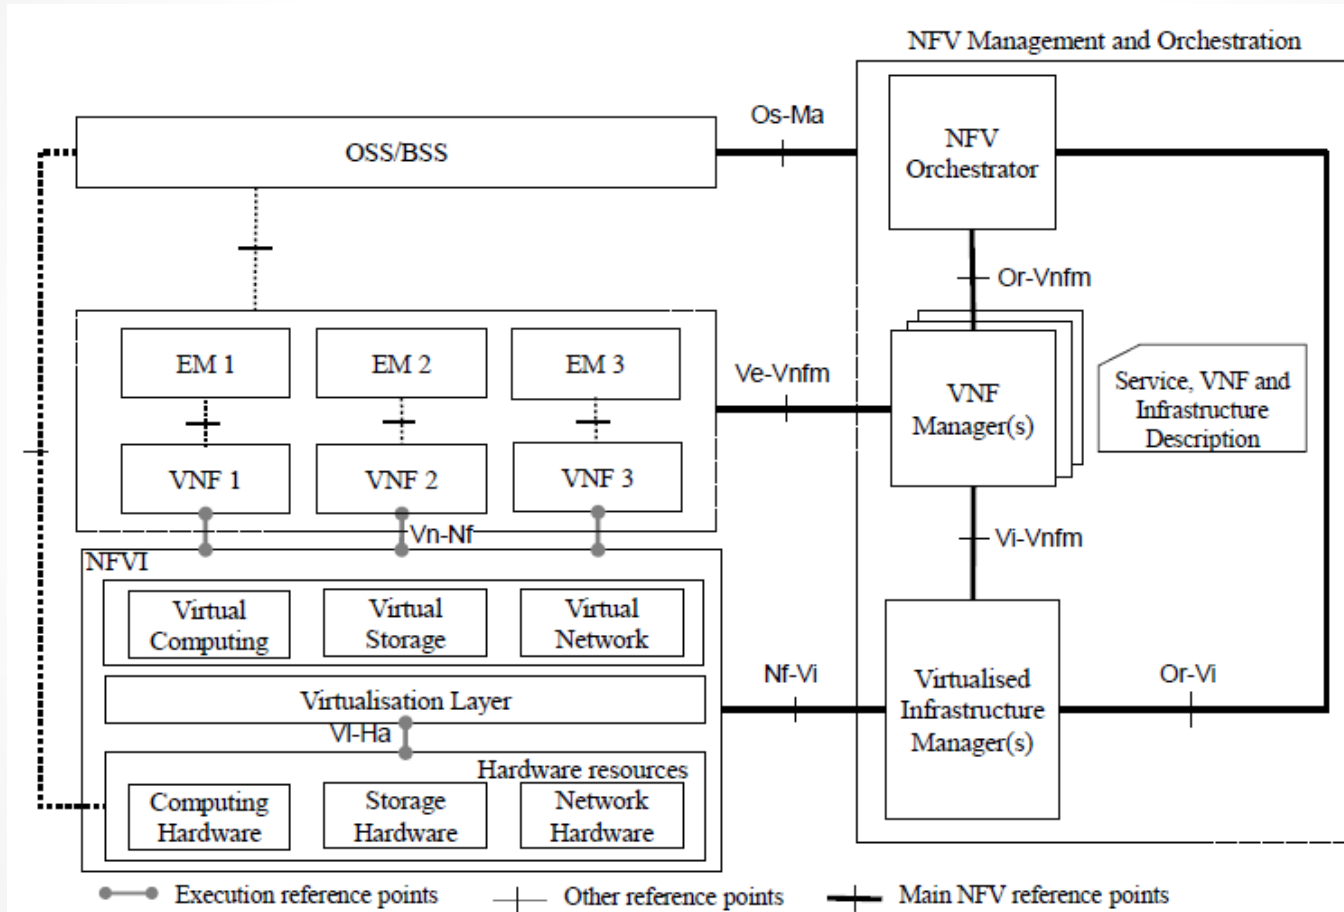 NFV Management and Orchestration
Os-Ma
OSS/BSS
NFV
Orchestrator
Or-Vnfm
EM 1
EM 2
EM 3
Ve-Vnfm
VNF
Manager(s)
Service, VNF and
Infrastructure
Description
VNF 1
VNF 2
VNF 3
Vn-Nf
Vi-Vnfm
NFVI
Virtual
Computing
Virtual
Storage
Virtual
Network
Nf-Vi
Virtualised
Infrastructure
Manager(s)
Or-Vi
Virtualisation Layer
Vl-Ha
Hardware resources
Computing
Hardware
Storage
Hardware
Network
Hardware
Execution reference points
Other reference points
Main NFV reference points